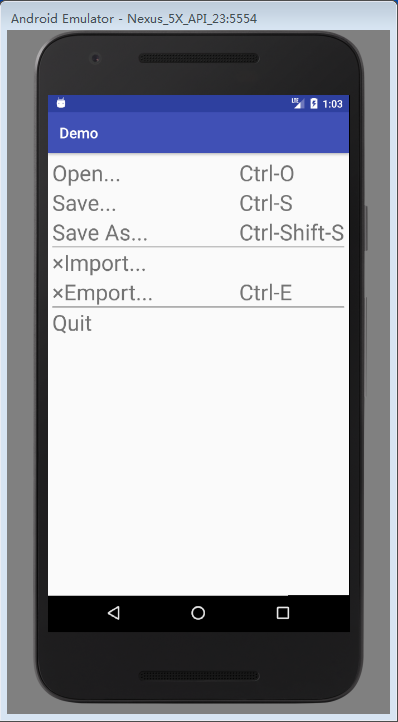 Android Emulator - Nexus_5X_API_23:5554
LTE 1:03
Demo
Open... Ctrl-O
Save... Ctrl-S
Save As... Ctrl-Shift-S
×Import...
×Emport... Ctrl-E
Quit